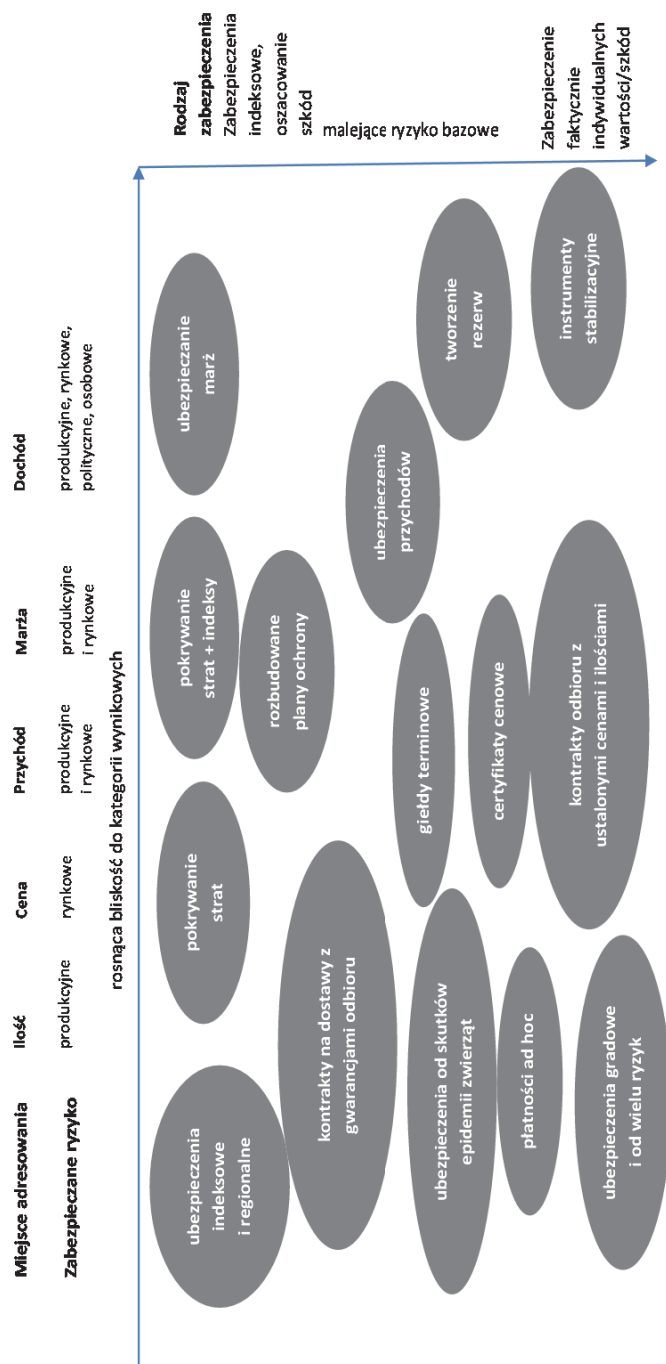 Miejsce adresowania
Ilość
Cena
Przychód
Marża
Dochód
Zabezpieczane ryzyko
produkcyjne
rynkowe
produkcyjne
i rynkowe
produkcyjne
i rynkowe
produkcyjne, rynkowe,
polityczne, osobowe
rosnąca bliskość do kategorii wynikowych
Rodzaj
zabezpieczenia
Zabezpieczenia
indeksowe,
oszacowanie
szkód
malejące ryzyko bazowe
Zabezpieczenie
faktycznie
indywidualnych
wartości/szkód
ubezpieczenia
indeksowe
i regionalne
pokrywanie
strat
pokrywanie
strat + indeksy
ubezpieczanie
marż
rozbudowane
plany ochrony
kontrakty na dostawy z
gwarancjami odbioru
ubezpieczenia
przychodów
giełdy terminowe
ubezpieczenia od skutków
epidemii zwierząt
tworzenie
rezerw
certyfikaty cenowe
płatności ad hoc
instrumenty
stabilizacyjne
kontrakty odbioru z
ustalonymi cenami i ilościami
ubezpieczenia gradowe
i od wielu ryzyk